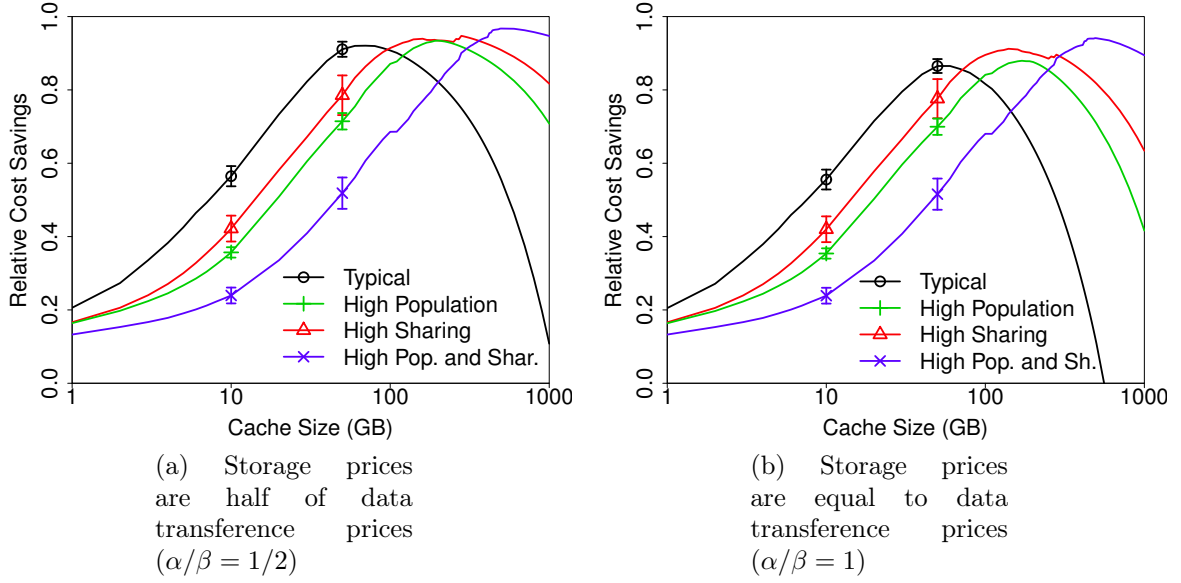 Relative Cost Savings
1.0
0.8
0.6
0.4
0.2
0.0
Typical
High Population
High Sharing
High Pop. and Shar.
1 10 100 1000
Cache Size (GB)
(a) Storage prices
are half of data
transference prices
(α/β = 1/2)
Relative Cost Savings
1.0
0.8
0.6
0.4
0.2
0.0
Typical
High Population
High Sharing
High Pop. and Sh.
1 10 100 1000
Cache Size (GB)
(b) Storage prices
are equal to data
transference prices
(α/β = 1)